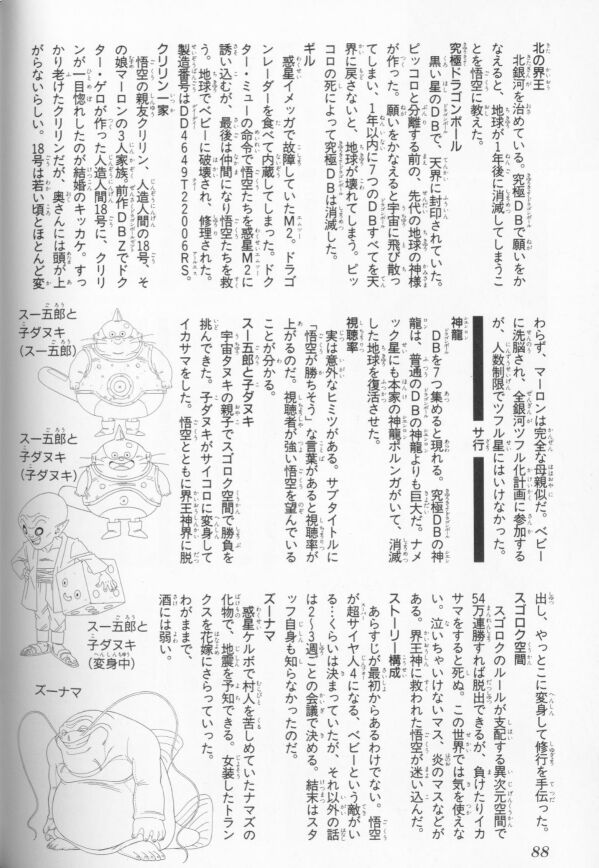 北の界王
北銀河を治めている。究極DBで願いをか
なえると、地球が1年後に消滅してしまうこ
とを悟空に教えた。
究極ドラゴンボール
黒い星のDBで、天界に封印されていた。
ピッコロと分離する前の、先代の地球の神様
が作った。願いをかなえると宇宙に飛び散っ
てしまい、1年以内に7つのDBすべてを天
界に戻さないと、地球が壊れてしまう。ピッ
コロの死によって究極DBは消滅した。
ギル
惑星イメッガで故障していたM2。ドラゴ
ンレーダーを食べて内蔵してしまった。ドク
ター・ミューの命令で悟空たちを惑星M2に
誘い込むが、最後は仲間になり悟空たちを救
う。地球でベビーに破壊され、修理された。
製造番号はDB4649T22006RS。
クリリン一家
悟空の親友クリリン、人造人間18号、そ
の娘マーロンの3人家族。前作DBZでドク
ター・ゲロが作った人造人間18号に、クリリ
ンが一目惚れしたのが結婚のキッカケ。すっ
かり老けたクリリンだが、奥さんには頭が上
がらないらしい。18号は若い頃とほとんど変
わらず、マーロンは完全な母親似だ。ベビー
に洗脳され、全銀河ツフル化計画に参加する
が、人数制限でツフル星にはいけなかった。
サ行
神龍
DBを7つ集めると現れる。究極DBの神
龍は、普通のDBの神龍よりも巨大だ。ナメ
ック星にも本家の神龍ポルンガがいて、消滅
した地球を復活させた。
視聴率
実は意外なヒミツがある。サブタイトルに
「悟空が勝ちそう」な言葉があると視聴率が
上がるのだ。視聴者が強い悟空を望んでいる
ことが分かる。
スー五郎と子ダヌキ
宇宙タヌキの親子でスゴロク空間で勝負を
挑んできた。子ダヌキがサイコロに変身して
イカサマをした。悟空とともに界王神界に脱
出し、やっとこに変身して修行を手伝った。
スゴロク空間
スゴロクのルールが支配する異次元空間で
54万連勝すれば脱出できるが、負けたりイカ
サマをすると死ぬ。この世界では気を使えな
い。泣いちゃいけないマス、炎のマスなどが
ある。界王神に救われた悟空が迷い込んだ。
ストーリー構成
あらすじが最初からあるわけでない。悟空
が超サイヤ人4になる、ベビーという敵がい
る…くらいは決まっていたが、それ以外の話
は2〜3週ごとの会議で決める。結末はスタ
ッフ自身も知らなかったのだ。
ズーナマ
惑星ケルボで村人を苦しめていたナマズの
化物で、地震を予知できる。女装したトラン
クスを花嫁にさらっていった。
わがままで、
酒には弱い。
スー五郎と
子ダヌキ
(スー五郎)
スー五郎と
子ダヌキ
(子ダヌキ)
スー五郎と
子ダヌキ
(変身中)
ズーナマ
88